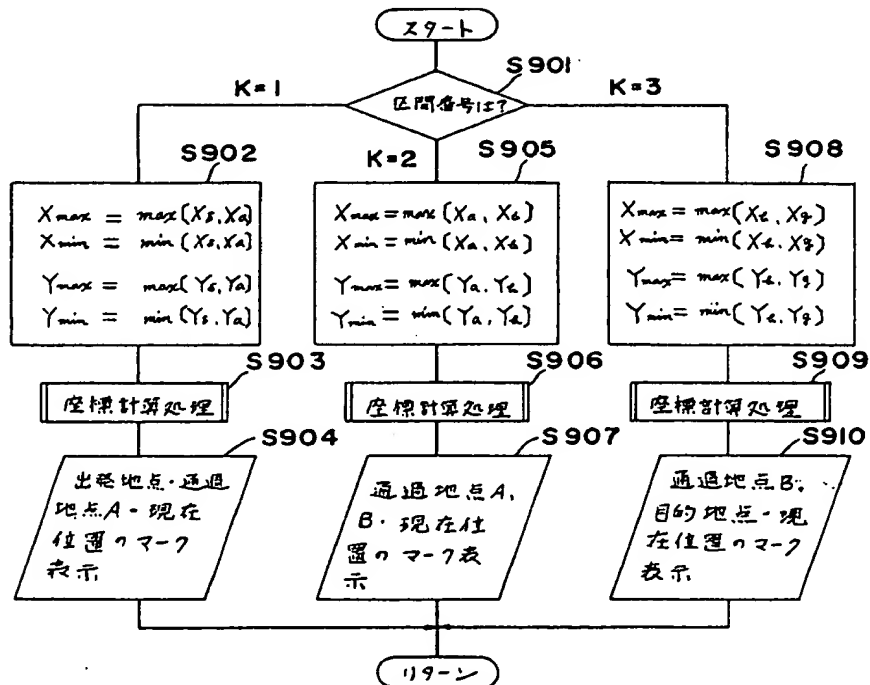 スタート
S901
区間番号は?
K=1
K=2
K=3
S902
Xmax = max(Xs, Xa)
Xmin = min(Xs, Xa)
Ymax = max(Ys, Ya)
Ymin = min(Ys, Ya)
S905
Xmax=max(Xa, Xb)
Xmin=min(Xa, Xb)
Ymax=max(Ya, Yb)
Ymin=min(Ya, Yb)
S908
Xmax=max(Xb, Xg)
Xmin=min(Xb, Xg)
Ymax=max(Yb, Yg)
Ymin=min(Yb, Yg)
S903
座標計算処理
S906
座標計算処理
S909
座標計算処理
S904
出発地点・通過
地点A・現在
位置のマーク
表示
S907
通過地点A,
B・現在位
置のマーク表
示
S910
通過地点B,
目的地点・現
在位置のマーク
表示
リターン